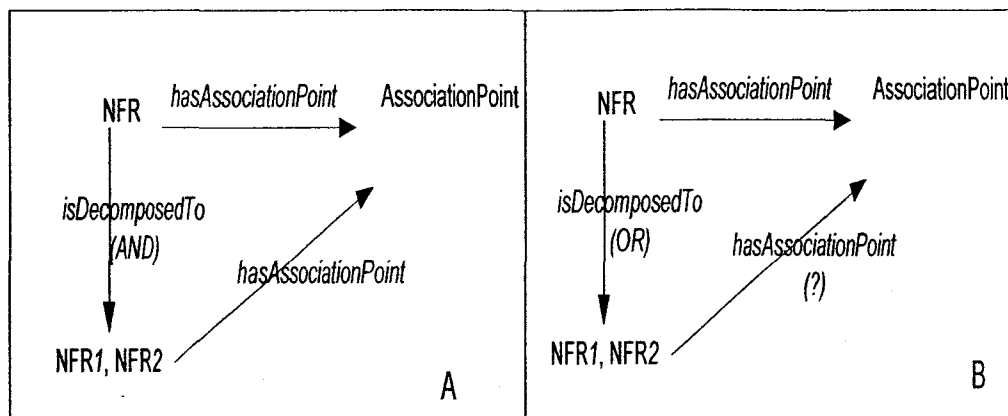 NFR
hasAssociationPoint
AssociationPoint
isDecomposedTo
(AND)
hasAssociationPoint
NFR1, NFR2
A
NFR
hasAssociationPoint
AssociationPoint
isDecomposedTo
(OR)
hasAssociationPoint
(?)
NFR1, NFR2
B